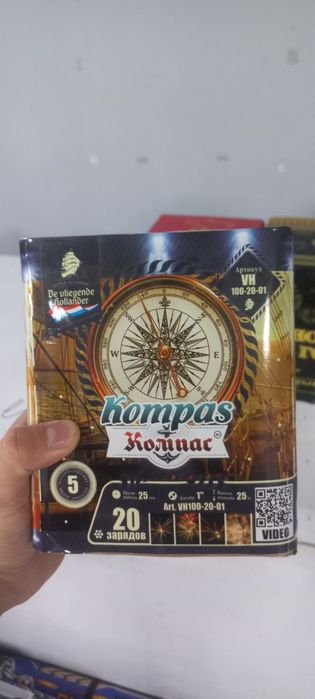 De vliegende
Hollander
Артикул
VH
100-20-01
W
E
Kompas
Компас
5
25
1"
25
Art. VH100-20-01
20
зарядов
VIDEO